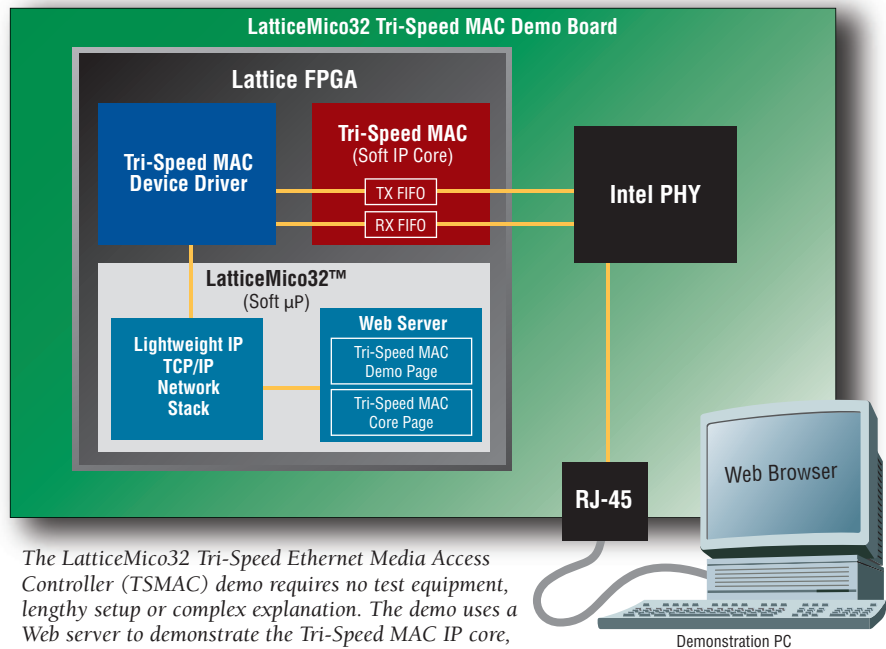 LatticeMico32 Tri-Speed MAC Demo Board
Lattice FPGA
Tri-Speed MAC
Device Driver
Tri-Speed MAC
(Soft IP Core)
TX FIFO
RX FIFO
Intel PHY
LatticeMico32™
(Soft µP)
Lightweight IP
TCP/IP
Network
Stack
Web Server
Tri-Speed MAC
Demo Page
Tri-Speed MAC
Core Page
RJ-45
Web Browser
Demonstration PC
The LatticeMico32 Tri-Speed Ethernet Media Access
Controller (TSMAC) demo requires no test equipment,
lengthy setup or complex explanation. The demo uses a
Web server to demonstrate the Tri-Speed MAC IP core,